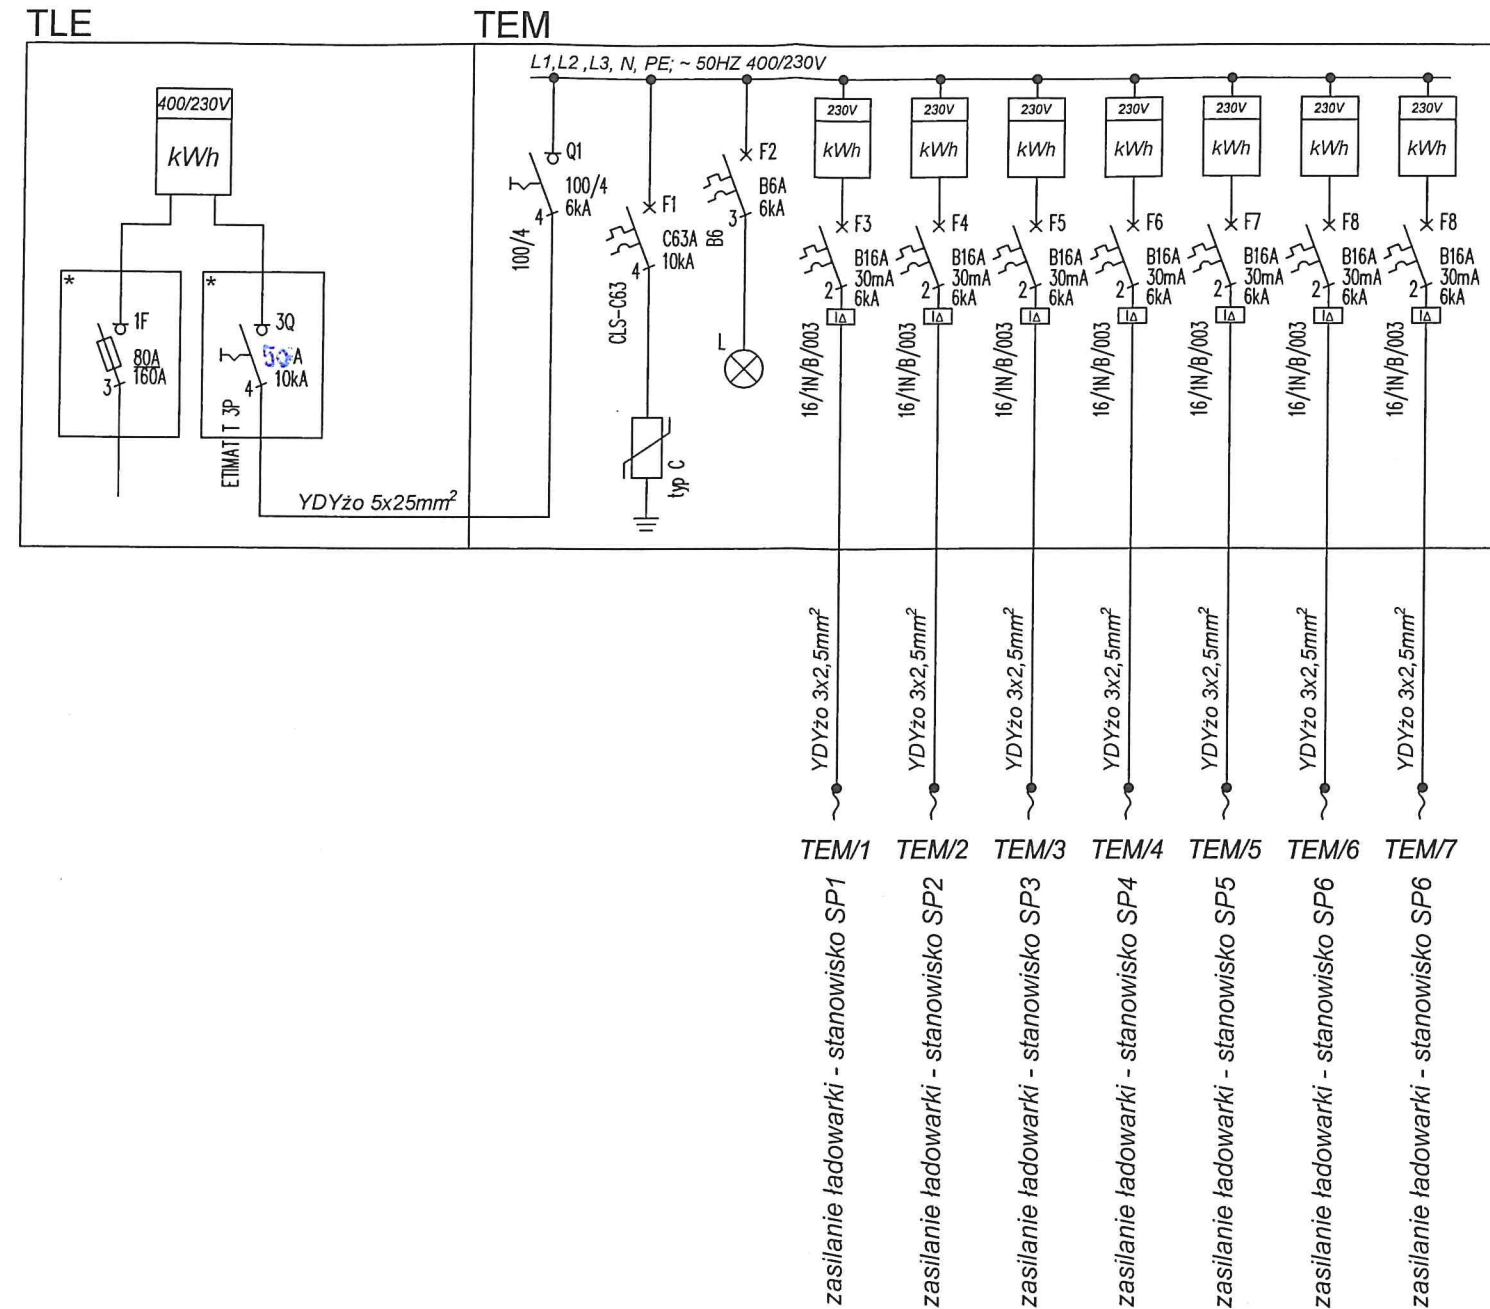 TLE
TEM
L1,L2 ,L3, N, PE; ~ 50HZ 400/230V
400/230V
kWh
*
1F
80A
160A
3
*
3Q
50 A
10kA
4
ETIMAT T 3P
YDYżo 5x25mm²
Q1
100/4
6kA
4
100/4
F1
C63A
10kA
4
CLS-C63
typ C
F2
B6A
6kA
3
B6
L
230V
kWh
F3
B16A
30mA
6kA
2
I∆
16/1N/B/003
YDYżo 3x2,5mm²
TEM/1
zasilanie ładowarki - stanowisko SP1
230V
kWh
F4
B16A
30mA
6kA
2
I∆
16/1N/B/003
YDYżo 3x2,5mm²
TEM/2
zasilanie ładowarki - stanowisko SP2
230V
kWh
F5
B16A
30mA
6kA
2
I∆
16/1N/B/003
YDYżo 3x2,5mm²
TEM/3
zasilanie ładowarki - stanowisko SP3
230V
kWh
F6
B16A
30mA
6kA
2
I∆
16/1N/B/003
YDYżo 3x2,5mm²
TEM/4
zasilanie ładowarki - stanowisko SP4
230V
kWh
F7
B16A
30mA
6kA
2
I∆
16/1N/B/003
YDYżo 3x2,5mm²
TEM/5
zasilanie ładowarki - stanowisko SP5
230V
kWh
F8
B16A
30mA
6kA
2
I∆
16/1N/B/003
YDYżo 3x2,5mm²
TEM/6
zasilanie ładowarki - stanowisko SP6
230V
kWh
F8
B16A
30mA
6kA
2
I∆
16/1N/B/003
YDYżo 3x2,5mm²
TEM/7
zasilanie ładowarki - stanowisko SP6